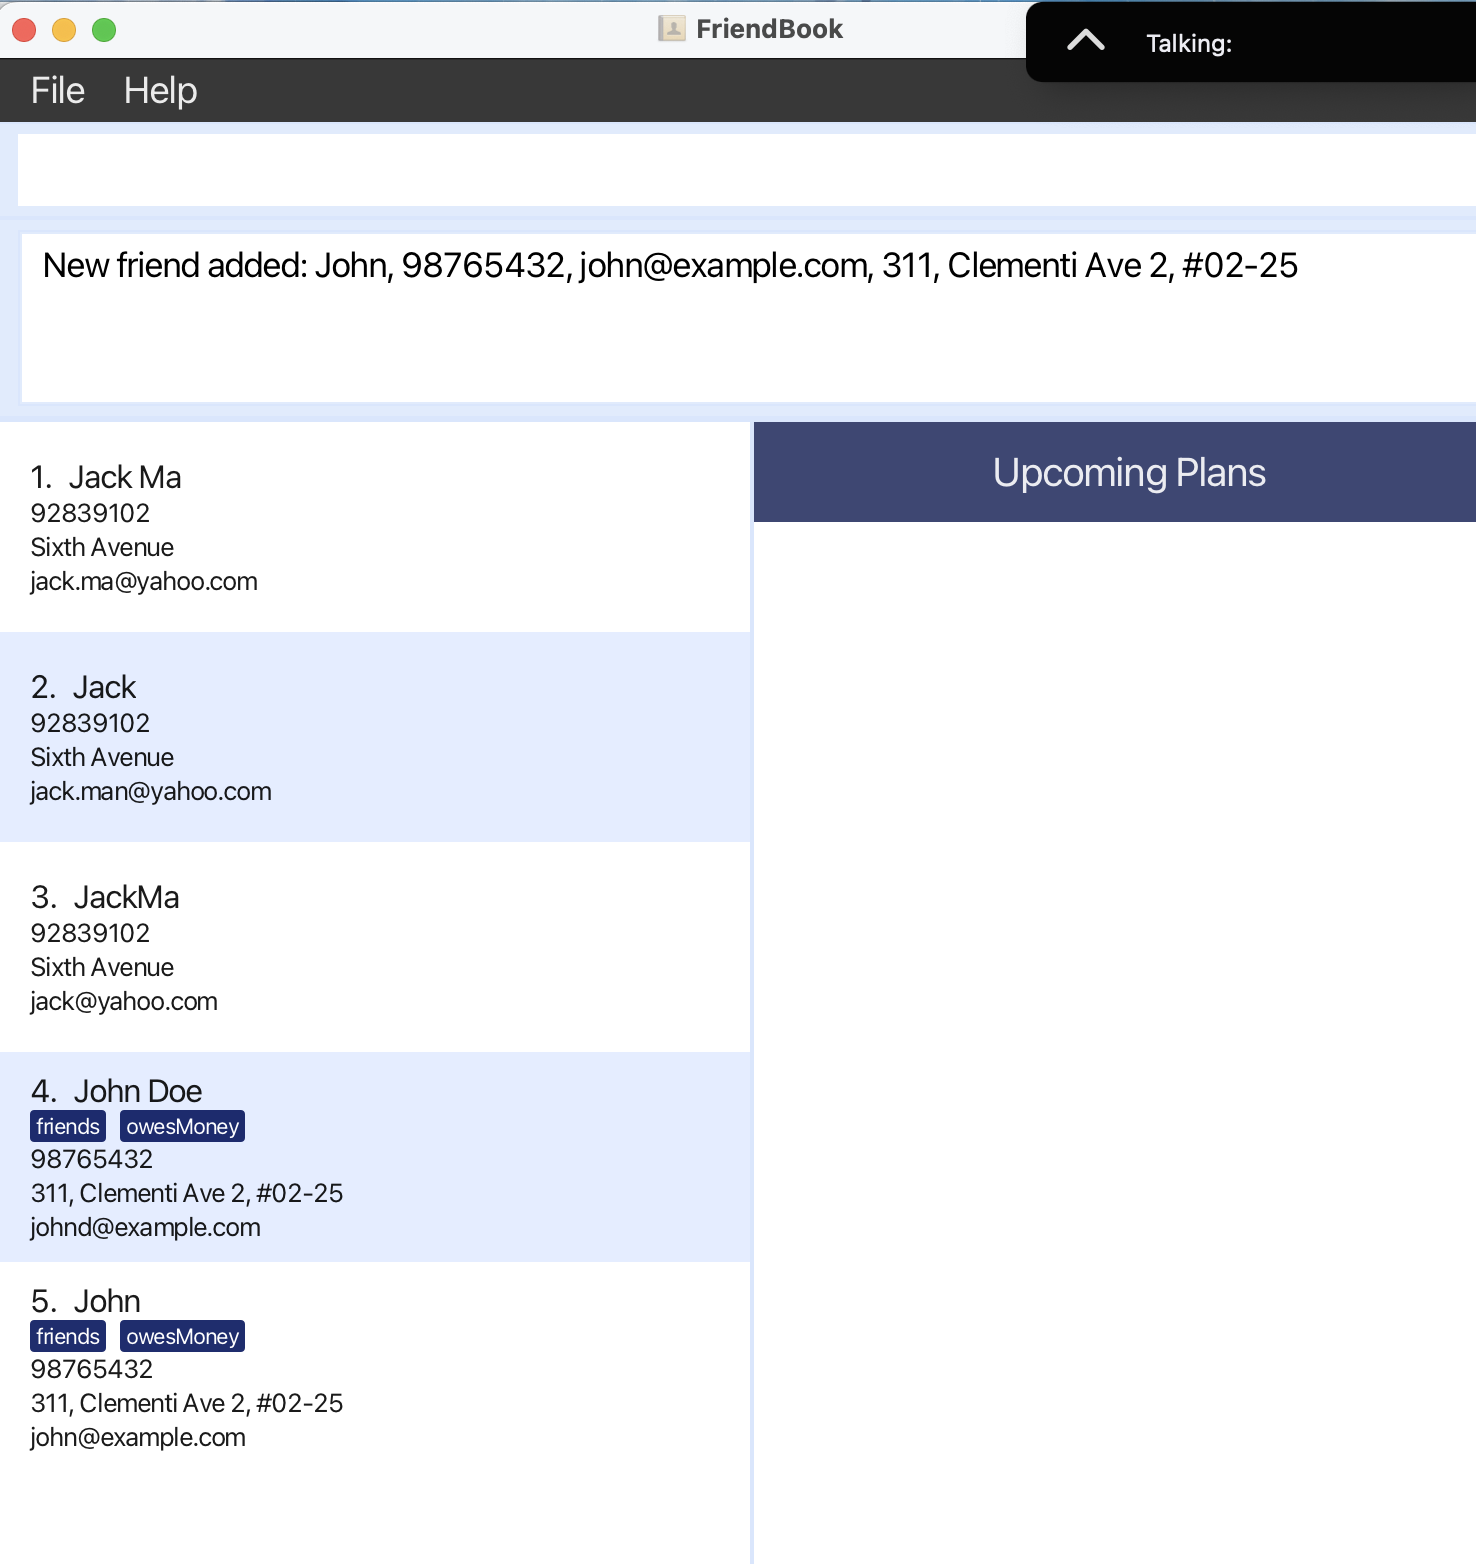 FriendBook
Talking:
File Help
New friend added: John, 98765432, john@example.com, 311, Clementi Ave 2, #02-25
1. Jack Ma
92839102
Sixth Avenue
jack.ma@yahoo.com
2. Jack
92839102
Sixth Avenue
jack.man@yahoo.com
3. JackMa
92839102
Sixth Avenue
jack@yahoo.com
4. John Doe
friends owesMoney
98765432
311, Clementi Ave 2, #02-25
johnd@example.com
5. John
friends owesMoney
98765432
311, Clementi Ave 2, #02-25
john@example.com
Upcoming Plans